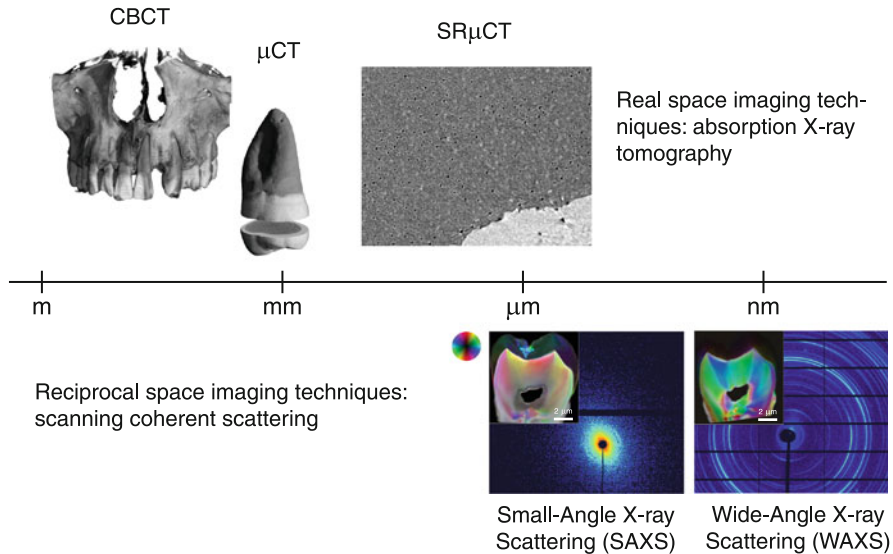 CBCT
μCT
SRμCT
Real space imaging tech-
niques: absorption X-ray
tomography
m
mm
μm
nm
Reciprocal space imaging techniques:
scanning coherent scattering
2 μm
2 μm
Small-Angle X-ray
Scattering (SAXS)
Wide-Angle X-ray
Scattering (WAXS)